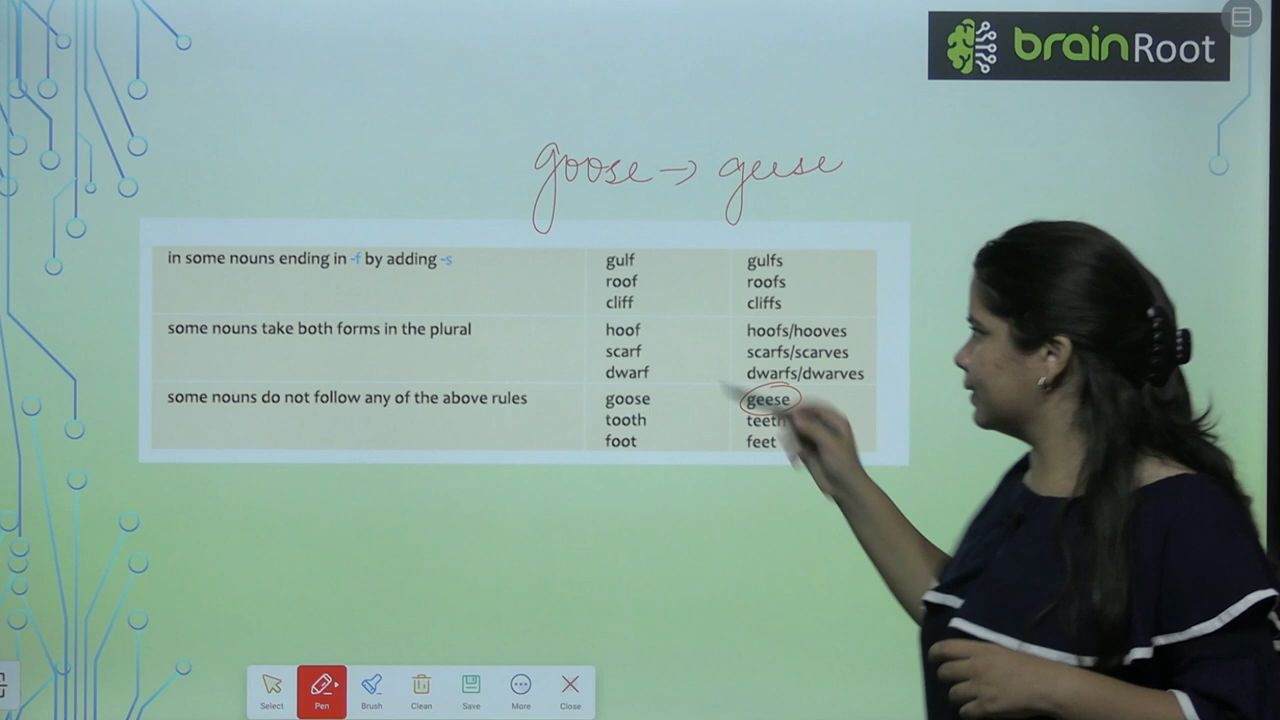 brainRoot
goose → geese
in some nouns ending in -f by adding -s gulf gulfs
roof roofs
cliff cliffs
some nouns take both forms in the plural hoof hoofs/hooves
scarf scarfs/scarves
dwarf dwarfs/dwarves
some nouns do not follow any of the above rules goose geese
tooth teeth
foot feet
Select Pen Brush Clean Save More Close